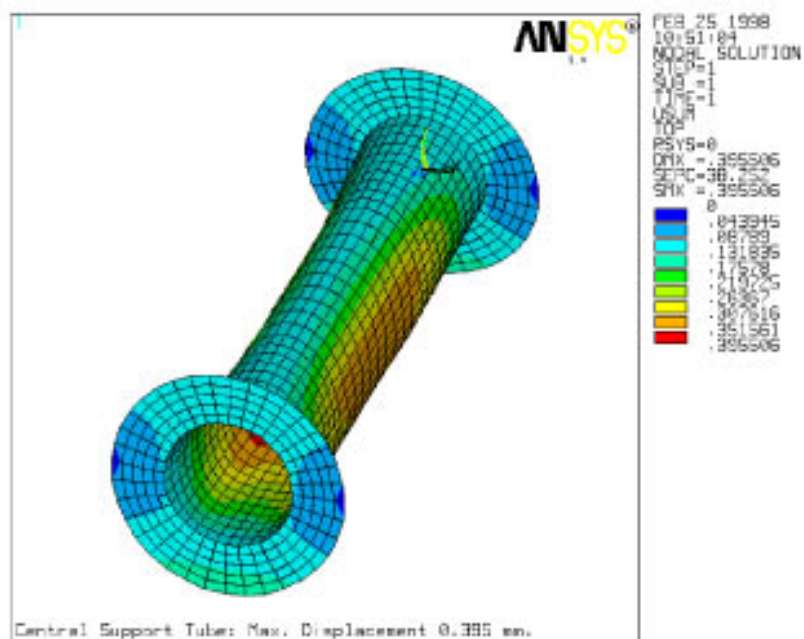 1
ANSYS
FEB 25 1998
10:51:04
NODAL SOLUTION
STEP=1
SUB =1
TIME=1
USUM
TOP
RSYS=0
DMX =.395506
SEPC=38.252
SMX =.395506
0
.043945
.08789
.131835
.17578
.219725
.26367
.307616
.351561
.395506
Central Support Tube: Max. Displacement 0.395 mm.